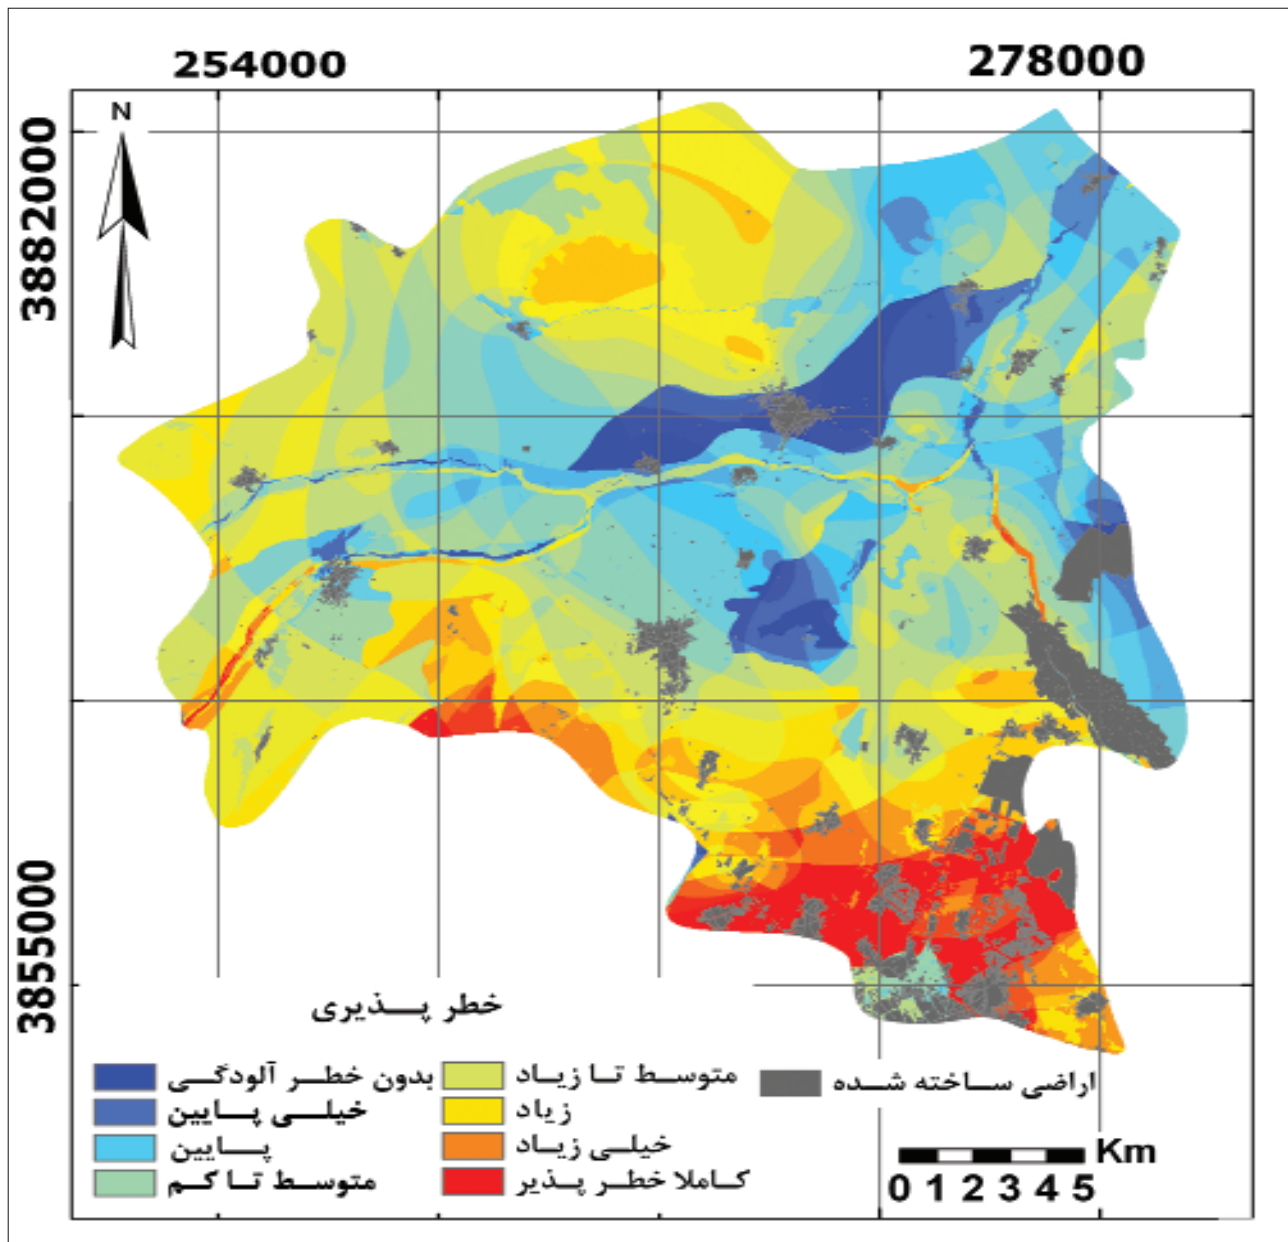 254000 278000
N
3882000
3855000
خطر پذیری
بدون خطر آلودگی
خیلی پایین
پایین
متوسط تا کم
متوسط تا زیاد
زیاد
خیلی زیاد
کاملا خطر پذیر
اراضی ساخته شده
Km
0 1 2 3 4 5